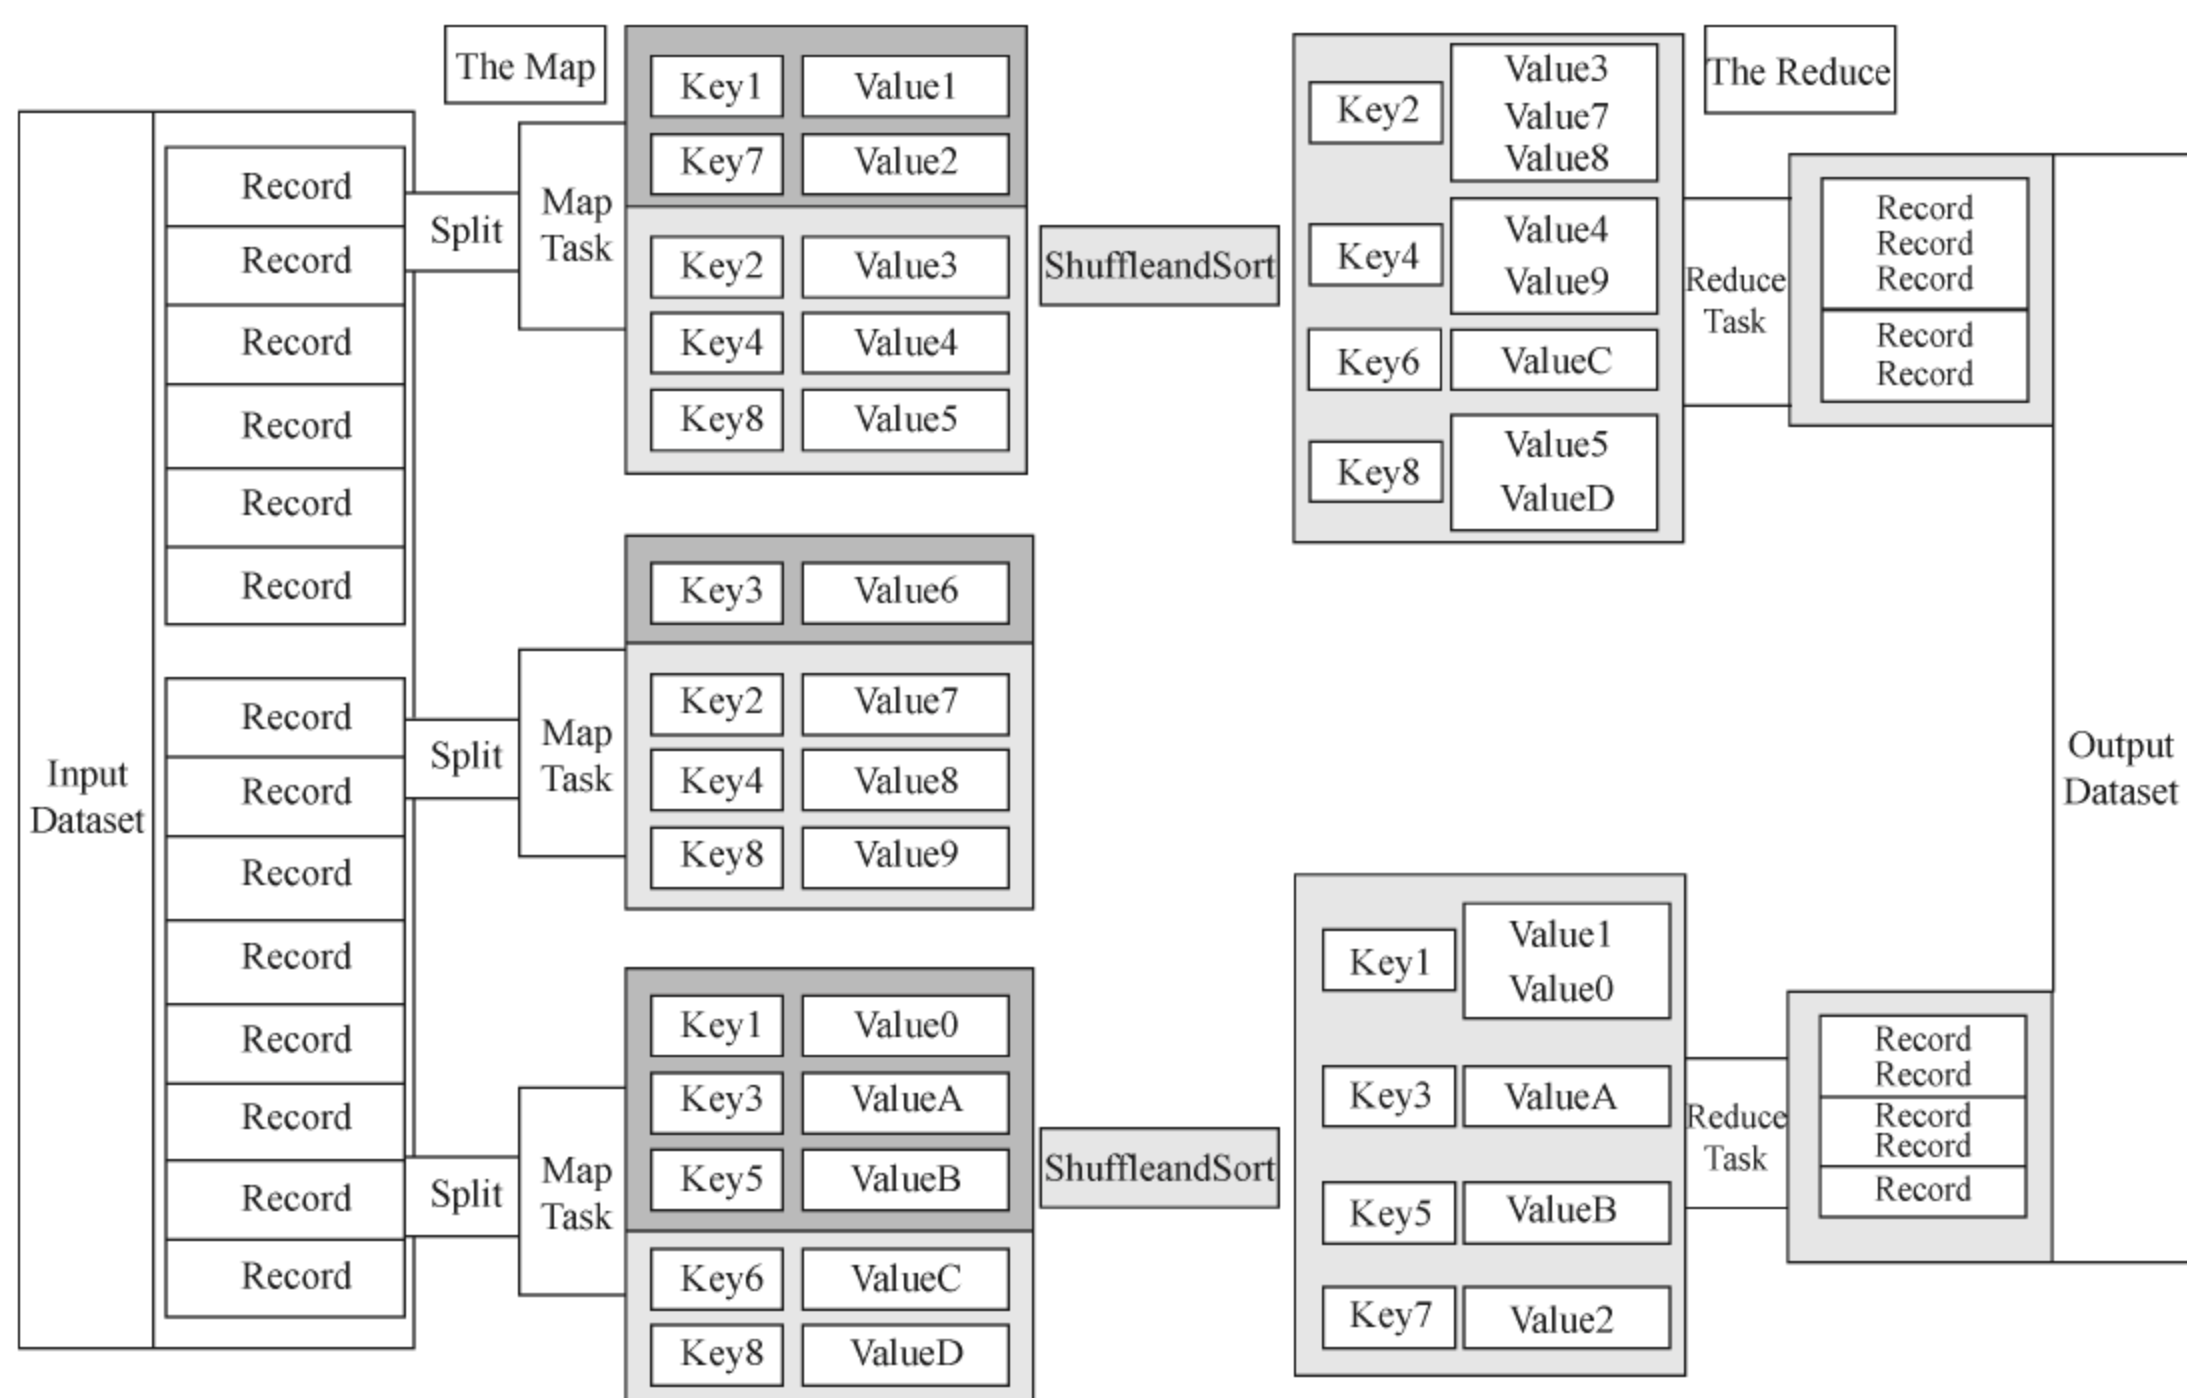 The Map
The Reduce
Input
Dataset
Record
Record
Record
Record
Record
Record
Record
Record
Record
Record
Record
Record
Record
Record
Split
Split
Split
Map
Task
Map
Task
Map
Task
Key1 Value1
Key7 Value2
Key2 Value3
Key4 Value4
Key8 Value5
Key3 Value6
Key2 Value7
Key4 Value8
Key8 Value9
Key1 Value0
Key3 ValueA
Key5 ValueB
Key6 ValueC
Key8 ValueD
ShuffleandSort
ShuffleandSort
Key2
Value3
Value7
Value8
Key4
Value4
Value9
Key6 ValueC
Key8
Value5
ValueD
Key1
Value1
Value0
Key3 ValueA
Key5 ValueB
Key7 Value2
Reduce
Task
Reduce
Task
Record
Record
Record
Record
Record
Record
Record
Record
Record
Record
Output
Dataset